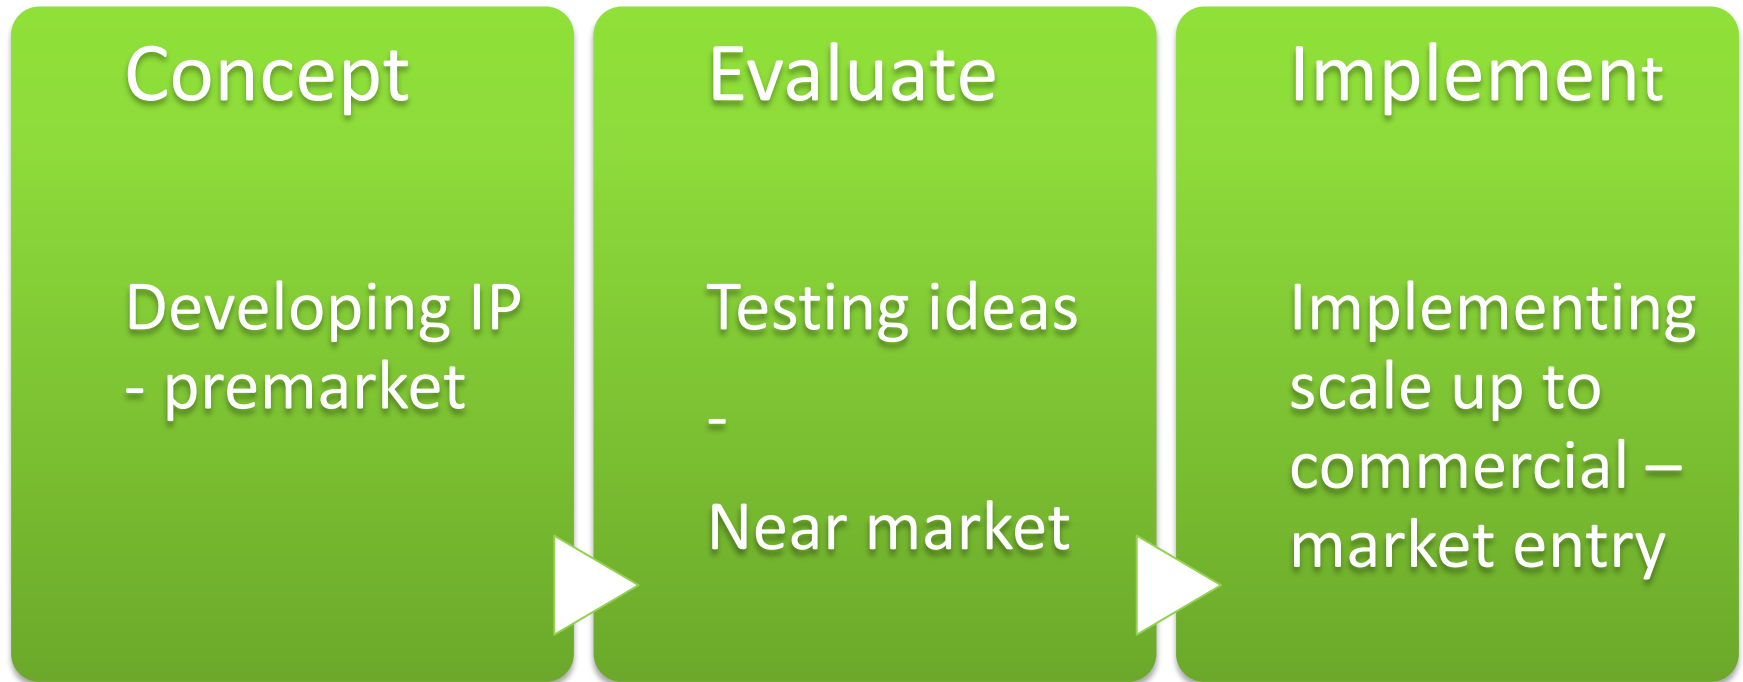 Concept
Developing IP
- premarket
Evaluate
Testing ideas
-
Near market
Implement
Implementing
scale up to
commercial –
market entry